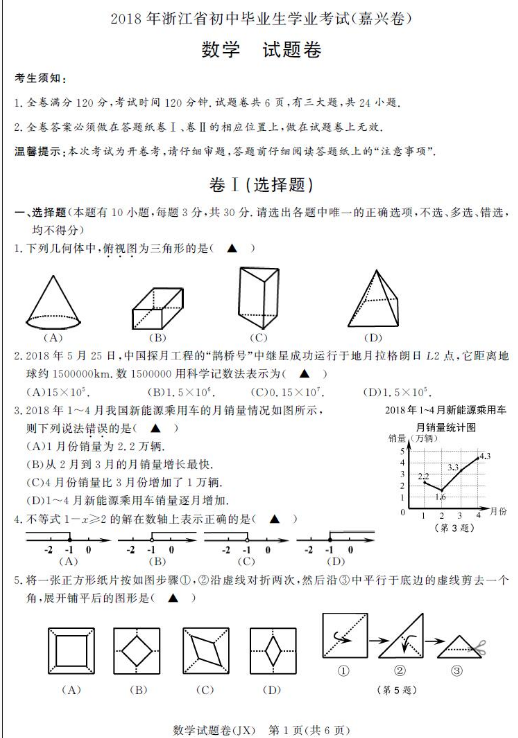 2018年浙江省初中毕业生学业考试(嘉兴卷)
数学 试题卷
考生须知:
1.全卷满分120分,考试时间120分钟.试题卷共6页,有三大题,共24小题.
2.全卷答案必须做在答题纸卷Ⅰ、卷Ⅱ的相应位置上,做在试题卷上无效.
温馨提示:本次考试为开卷考,请仔细审题,答题前仔细阅读答题纸上的“注意事项”.
卷Ⅰ(选择题)
一、选择题(本题有10小题,每题3分,共30分.请选出各题中唯一的正确选项,不选、多选、错选,
均不得分)
1.下列几何体中,俯视图为三角形的是( ▲ )
(A) (B) (C) (D)
2.2018年5月25日,中国探月工程的“鹊桥号”中继星成功运行于地月拉格朗日L2点,它距离地
球约1500000km.数1500000用科学记数法表示为( ▲ )
(A)15×10⁵. (B)1.5×10⁶. (C)0.15×10⁷. (D)1.5×10⁵.
3.2018年1~4月我国新能源乘用车的月销量情况如图所示,
则下列说法错误的是( ▲ )
(A)1月份销量为2.2万辆.
(B)从2月到3月的月销量增长最快.
(C)4月份销量比3月份增加了1万辆.
(D)1~4月新能源乘用车销量逐月增加.
2018年1~4月新能源乘用车
月销量统计图
销量(万辆)
5
4
3
2
1
0
2.2
1.6
3.3
4.3
1 2 3 4 月份
(第3题)
4.不等式1-x≥2的解在数轴上表示正确的是( ▲ )
-2 -1 0 -2 -1 0 -2 -1 0 -2 -1 0
(A) (B) (C) (D)
5.将一张正方形纸片按如图步骤①,②沿虚线对折两次,然后沿③中平行于底边的虚线剪去一个
角,展开铺平后的图形是( ▲ )
① ② ③
(A) (B) (C) (D) (第5题)
数学试题卷(JX) 第1页(共6页)